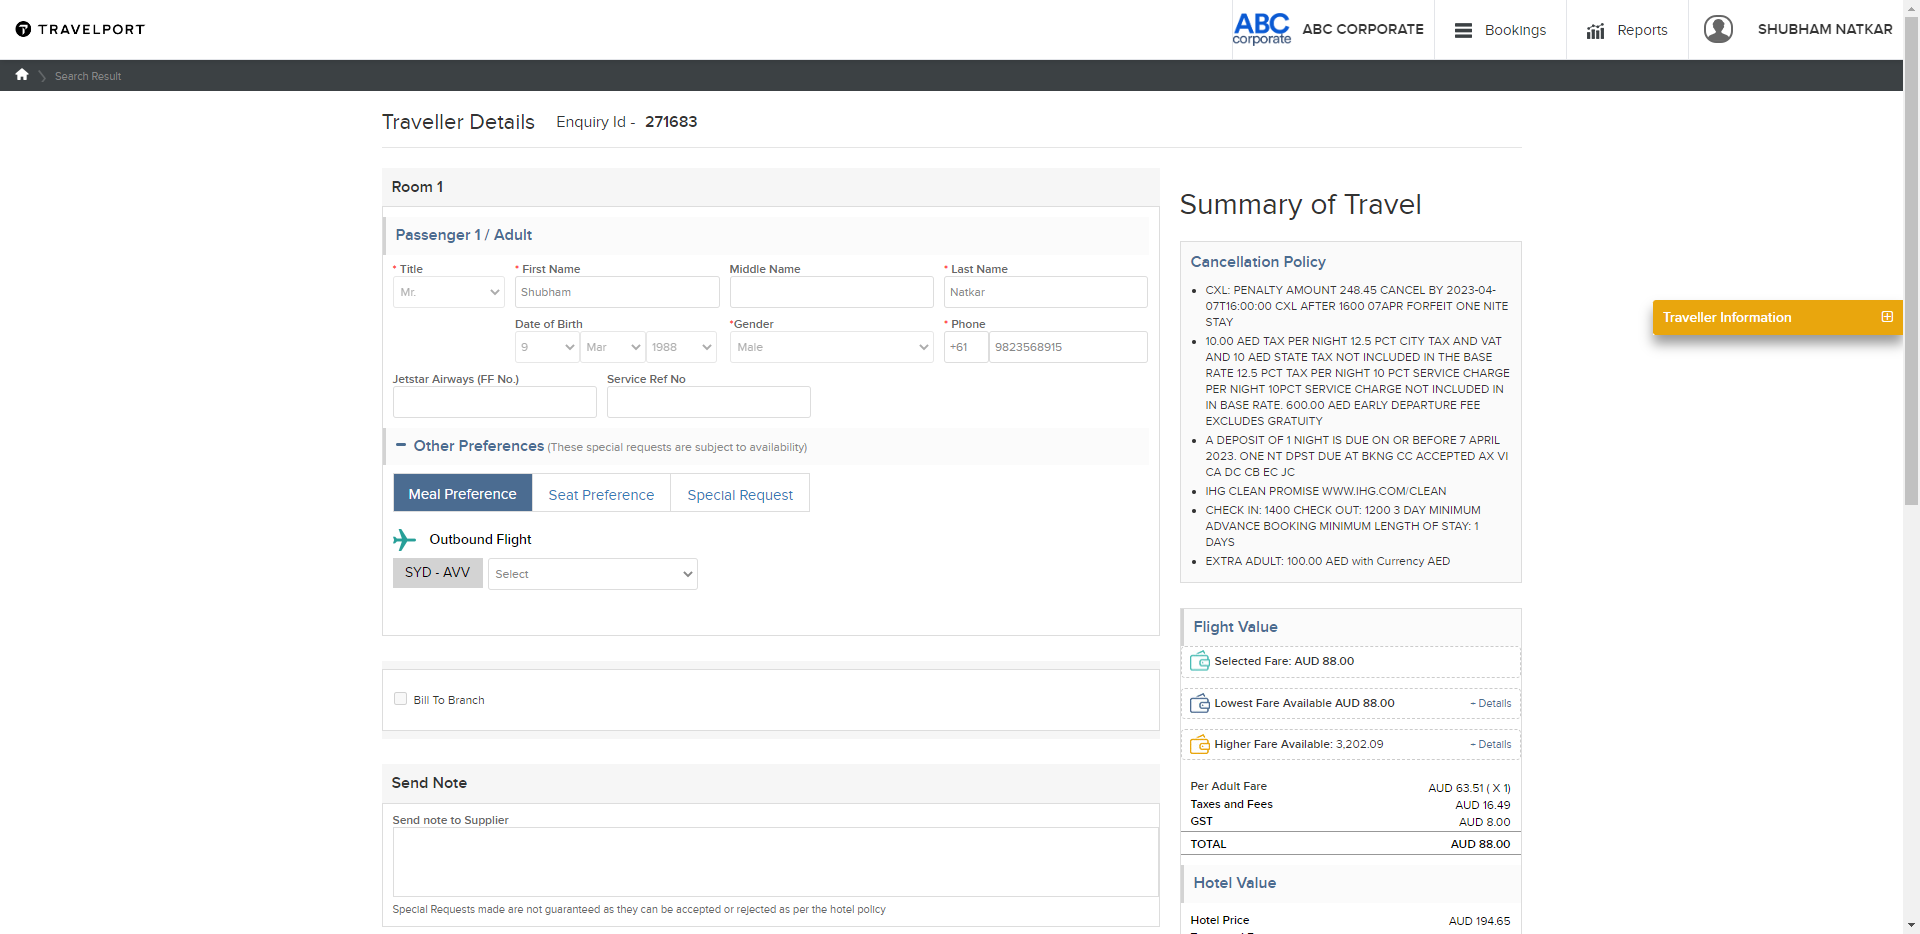 TRAVELPORT
ABC corporate
ABC CORPORATE
Bookings
Reports
SHUBHAM NATKAR
Search Result
Traveller Details
Enquiry Id - 271683
Room 1
Passenger 1 / Adult
* Title
* First Name
Middle Name
* Last Name
Mr.
Shubham
Natkar
Date of Birth
*Gender
* Phone
9
Mar
1988
Male
+61
9823568915
Jetstar Airways (FF No.)
Service Ref No
Other Preferences (These special requests are subject to availability)
Meal Preference
Seat Preference
Special Request
Outbound Flight
SYD - AVV
Select
Bill To Branch
Send Note
Send note to Supplier
Special Requests made are not guaranteed as they can be accepted or rejected as per the hotel policy
Summary of Travel
Cancellation Policy
CXL: PENALTY AMOUNT 248.45 CANCEL BY 2023-04-
07T16:00:00 CXL AFTER 1600 07APR FORFEIT ONE NITE
STAY
10.00 AED TAX PER NIGHT 12.5 PCT CITY TAX AND VAT
AND 10 AED STATE TAX NOT INCLUDED IN THE BASE
RATE 12.5 PCT TAX PER NIGHT 10 PCT SERVICE CHARGE
PER NIGHT 10PCT SERVICE CHARGE NOT INCLUDED IN
IN BASE RATE. 600.00 AED EARLY DEPARTURE FEE
EXCLUDES GRATUITY
A DEPOSIT OF 1 NIGHT IS DUE ON OR BEFORE 7 APRIL
2023. ONE NT DPST DUE AT BKNG CC ACCEPTED AX VI
CA DC CB EC JC
IHG CLEAN PROMISE WWW.IHG.COM/CLEAN
CHECK IN: 1400 CHECK OUT: 1200 3 DAY MINIMUM
ADVANCE BOOKING MINIMUM LENGTH OF STAY: 1
DAYS
EXTRA ADULT: 100.00 AED with Currency AED
Flight Value
Selected Fare: AUD 88.00
Lowest Fare Available AUD 88.00
+ Details
Higher Fare Available: 3,202.09
+ Details
Per Adult Fare
AUD 63.51 ( X 1)
Taxes and Fees
AUD 16.49
GST
AUD 8.00
TOTAL
AUD 88.00
Hotel Value
Hotel Price
AUD 194.65
Traveller Information